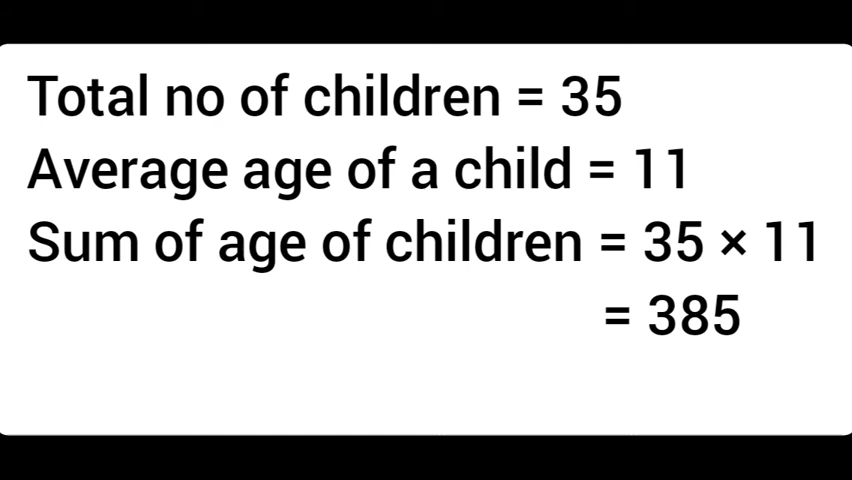 Total no of children = 35
Average age of a child = 11
Sum of age of children = 35 × 11
= 385